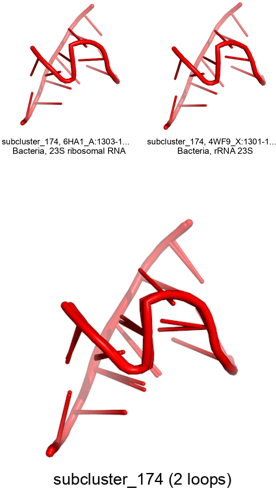 subcluster_174, 6HA1_A:1303-1...
Bacteria, 23S ribosomal RNA
subcluster_174, 4WF9_X:1301-1...
Bacteria, rRNA 23S
subcluster_174 (2 loops)